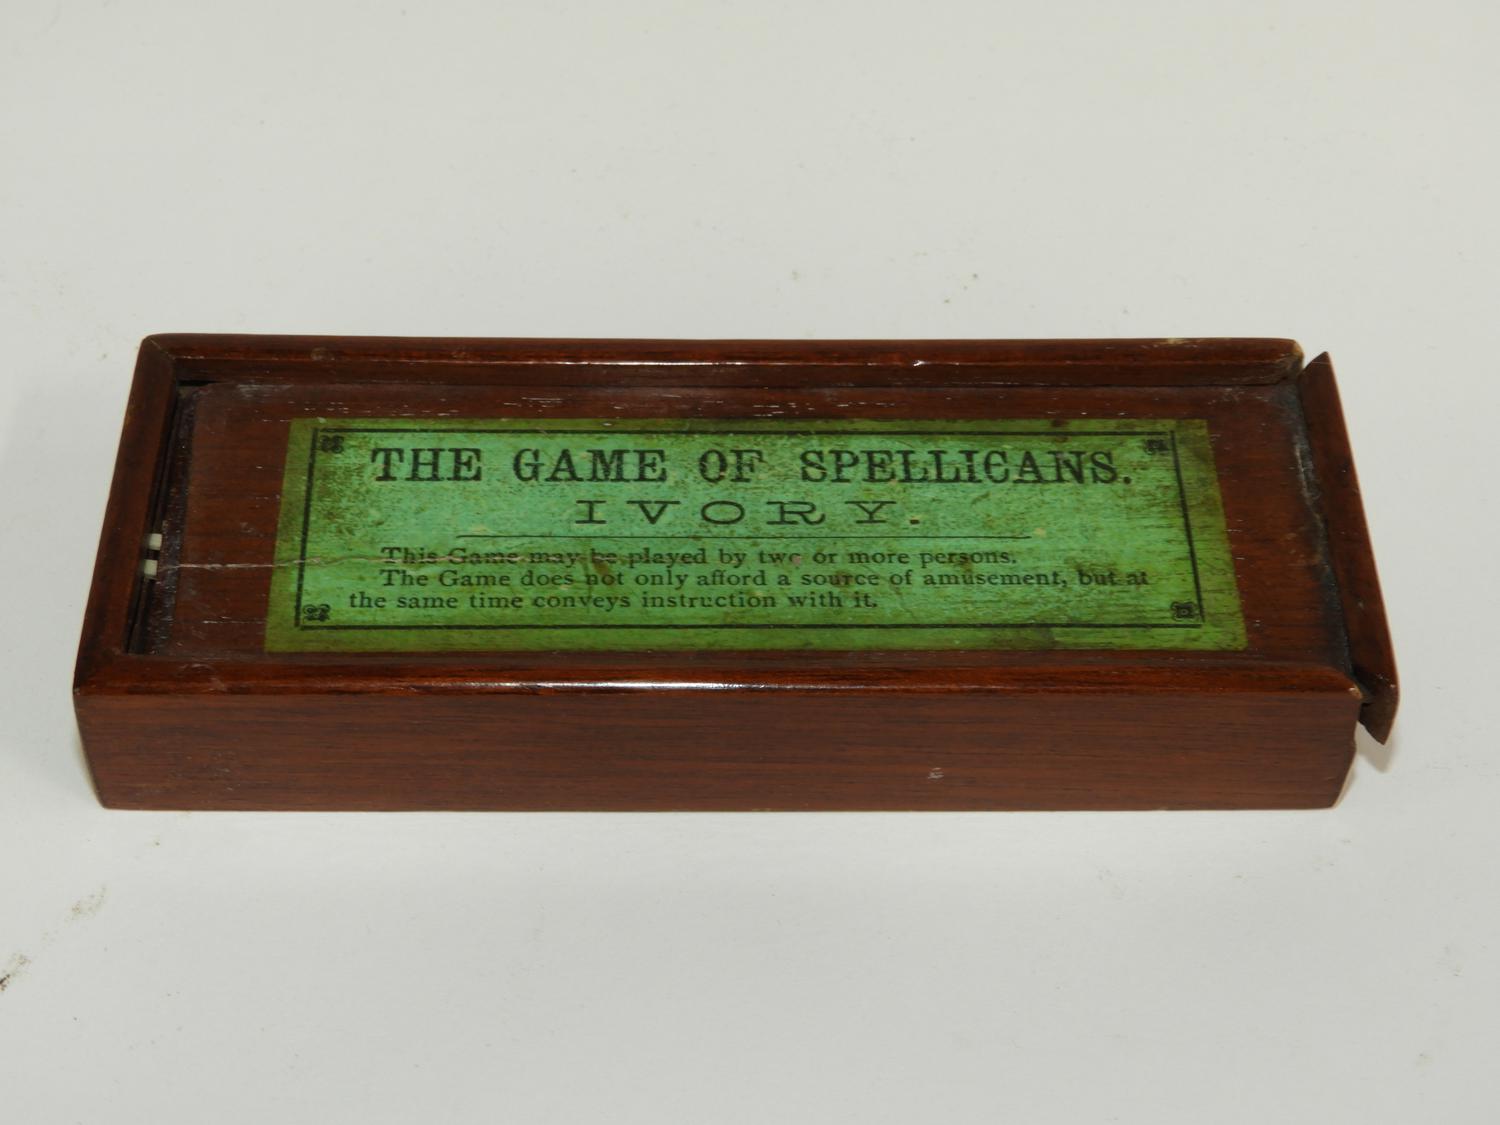 THE GAME OF SPELLICANS.
IVORY.
This Game may be played by two or more persons.
The Game does not only afford a source of amusement, but at
the same time conveys instruction with it.